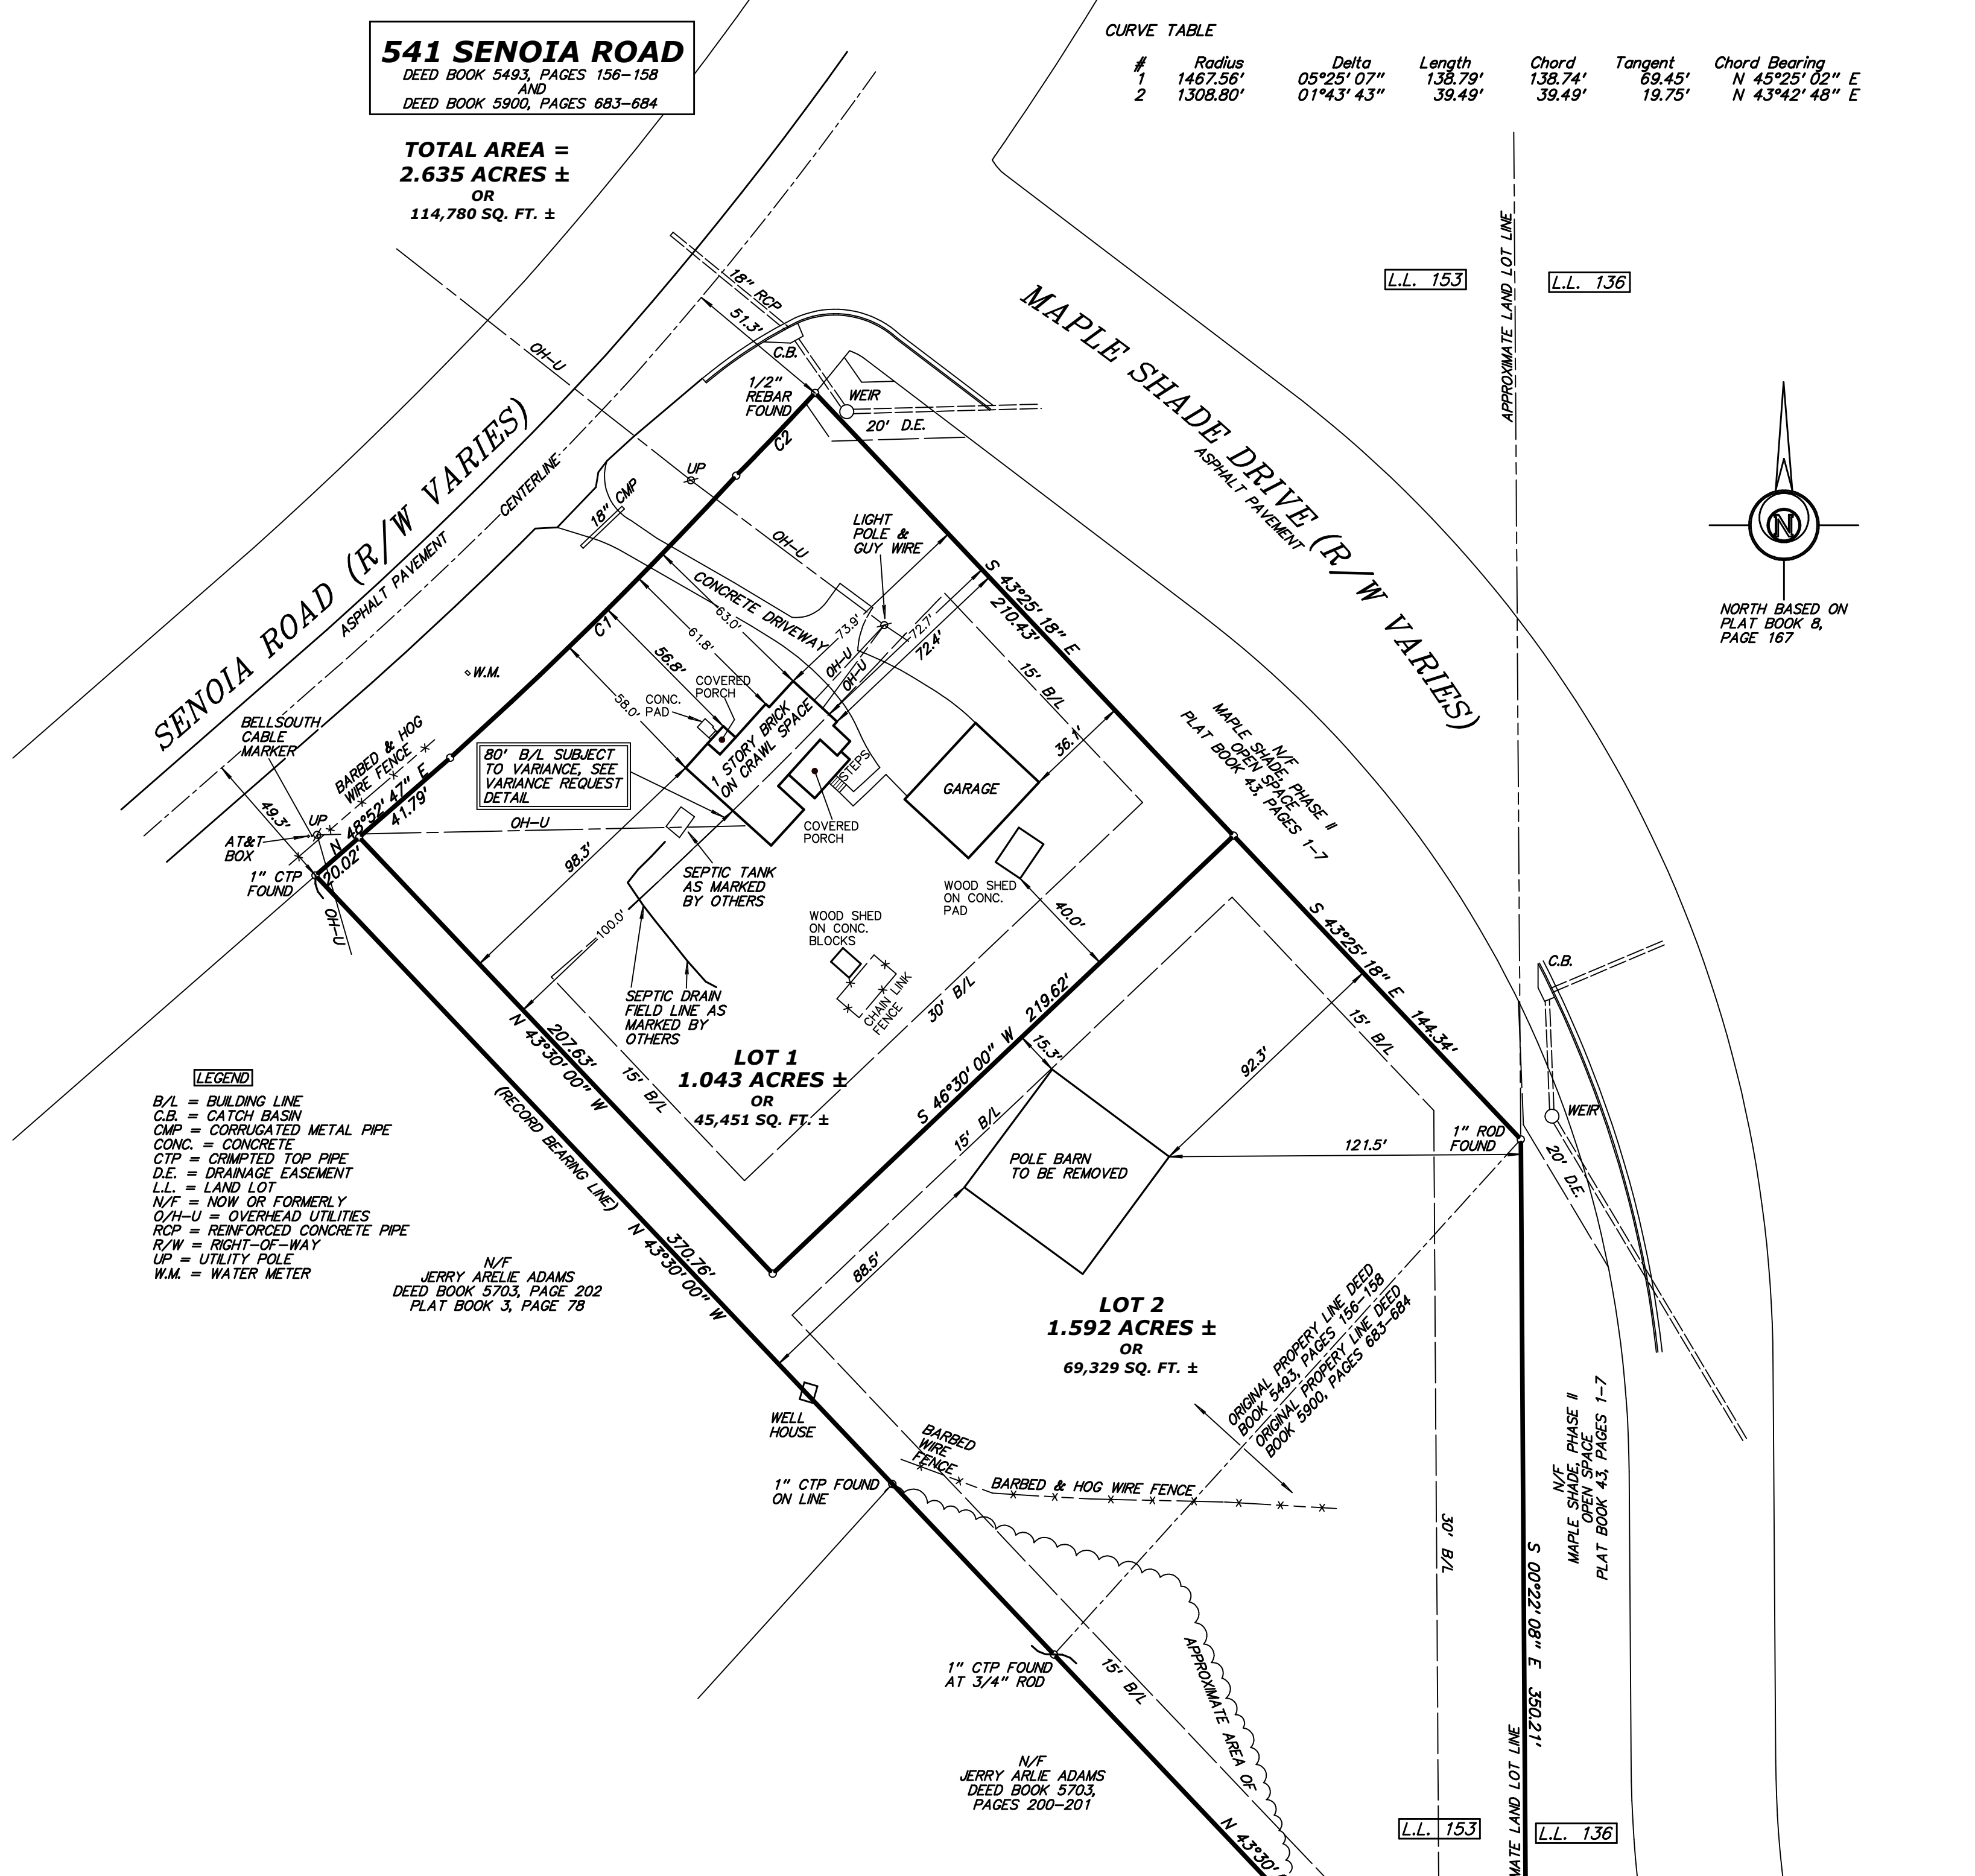 541 SENOIA ROAD
DEED BOOK 5493, PAGES 156-158
AND
DEED BOOK 5900, PAGES 683-684
TOTAL AREA =
2.635 ACRES ±
OR
114,780 SQ. FT. ±
CURVE TABLE
# Radius Delta Length Chord Tangent Chord Bearing
1 1467.56' 05°25'07" 138.79' 138.74' 69.45' N 45°25'02" E
2 1308.80' 01°43'43" 39.49' 39.49' 19.75' N 43°42'48" E
APPROXIMATE LAND LOT LINE
L.L. 153
L.L. 136
N
NORTH BASED ON
PLAT BOOK 8,
PAGE 167
SENOIA ROAD (R/W VARIES)
ASPHALT PAVEMENT
CENTERLINE
MAPLE SHADE DRIVE (R/W VARIES)
ASPHALT PAVEMENT
OH-U
18" RCP
51.3'
C.B.
1/2"
REBAR
FOUND
WEIR
20' D.E.
C2
UP
18" CMP
OH-U
LIGHT
POLE &
GUY WIRE
CONCRETE DRIVEWAY
63.0'
61.8'
56.8'
58.0'
73.9'
72.7'
72.4'
OH-U
OH-U
C1
S 43°25'18" E
210.43'
15' B/L
W.M.
CONC.
PAD
COVERED
PORCH
1 STORY BRICK
ON CRAWL SPACE
STEPS
COVERED
PORCH
GARAGE
36.1'
80' B/L SUBJECT
TO VARIANCE, SEE
VARIANCE REQUEST
DETAIL
BELLSOUTH
CABLE
MARKER
BARBED & HOG
WIRE FENCE
49.3'
UP
AT&T
BOX
1" CTP
FOUND
N 48°52'47" E
41.79'
20.02'
OH-U
OH-U
98.3'
100.0'
SEPTIC TANK
AS MARKED
BY OTHERS
SEPTIC DRAIN
FIELD LINE AS
MARKED BY
OTHERS
WOOD SHED
ON CONC.
BLOCKS
CHAIN LINK
FENCE
WOOD SHED
ON CONC.
PAD
40.0'
30' B/L
N/F
MAPLE SHADE, PHASE II
OPEN SPACE
PLAT BOOK 43, PAGES 1-7
LOT 1
1.043 ACRES ±
OR
45,451 SQ. FT. ±
207.63'
N 43°30'00" W
15' B/L
S 46°30'00" W 219.62'
15.3'
15' B/L
S 43°25'18" E 144.34'
15' B/L
92.3'
121.5'
1" ROD
FOUND
C.B.
WEIR
20' D.E.
POLE BARN
TO BE REMOVED
88.5'
(RECORD BEARING LINE)
370.76'
N 43°30'00" W
LEGEND
B/L = BUILDING LINE
C.B. = CATCH BASIN
CMP = CORRUGATED METAL PIPE
CONC. = CONCRETE
CTP = CRIMPTED TOP PIPE
D.E. = DRAINAGE EASEMENT
L.L. = LAND LOT
N/F = NOW OR FORMERLY
O/H-U = OVERHEAD UTILITIES
RCP = REINFORCED CONCRETE PIPE
R/W = RIGHT-OF-WAY
UP = UTILITY POLE
W.M. = WATER METER
N/F
JERRY ARELIE ADAMS
DEED BOOK 5703, PAGE 202
PLAT BOOK 3, PAGE 78
LOT 2
1.592 ACRES ±
OR
69,329 SQ. FT. ±
ORIGINAL PROPERY LINE DEED
BOOK 5493, PAGES 156-158
ORIGINAL PROPERY LINE DEED
BOOK 5900, PAGES 683-684
WELL
HOUSE
1" CTP FOUND
ON LINE
BARBED
WIRE
FENCE
BARBED & HOG WIRE FENCE
30' B/L
N/F
MAPLE SHADE, PHASE II
OPEN SPACE
PLAT BOOK 43, PAGES 1-7
S 00°22'08" E 350.21'
1" CTP FOUND
AT 3/4" ROD
15' B/L
APPROXIMATE AREA OF
N/F
JERRY ARLIE ADAMS
DEED BOOK 5703,
PAGES 200-201
N 43°30'
L.L. 153
L.L. 136
MATE LAND LOT LINE